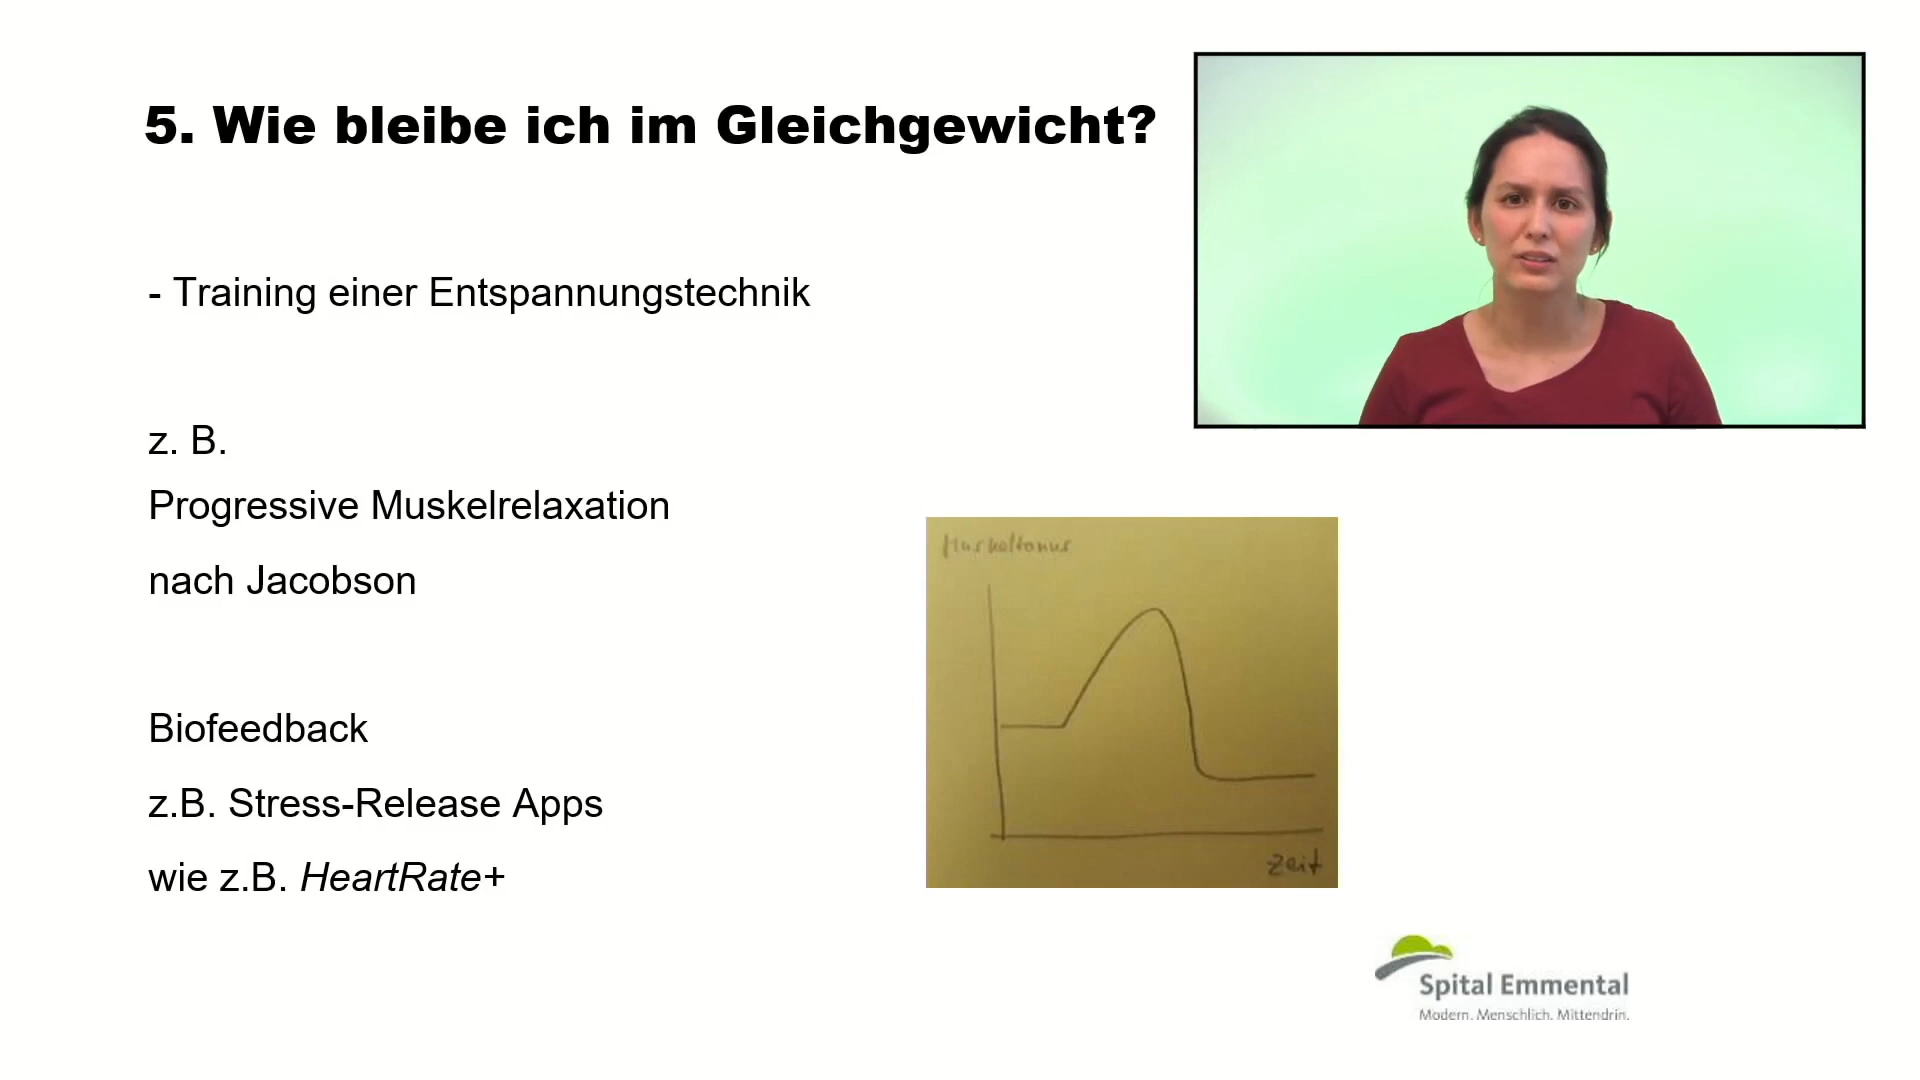 5. Wie bleibe ich im Gleichgewicht?
- Training einer Entspannungstechnik
z. B.
Progressive Muskelrelaxation
nach Jacobson
Biofeedback
z.B. Stress-Release Apps
wie z.B. HeartRate+
Muskeltonus
Zeit
Spital Emmental
Modern. Menschlich. Mittendrin.